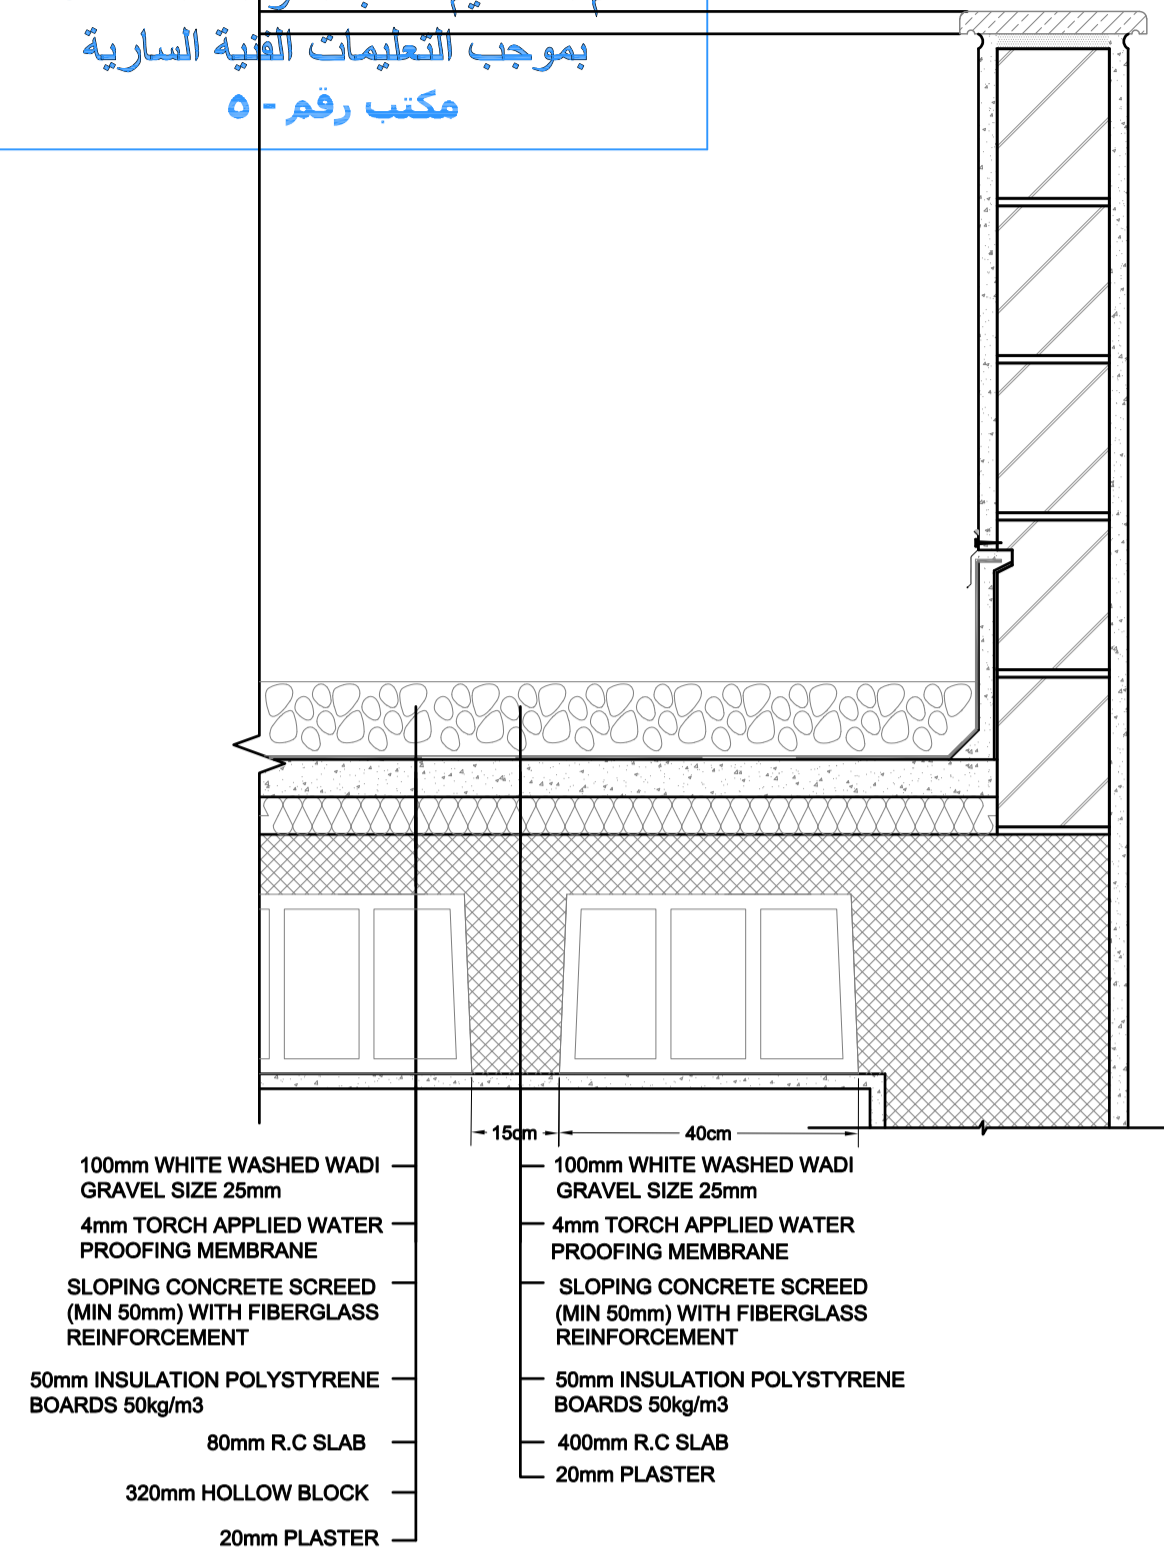 بموجب التعليمات الفنية السارية
مكتب رقم - ٥
15cm
40cm
100mm WHITE WASHED WADI
GRAVEL SIZE 25mm
4mm TORCH APPLIED WATER
PROOFING MEMBRANE
SLOPING CONCRETE SCREED
(MIN 50mm) WITH FIBERGLASS
REINFORCEMENT
50mm INSULATION POLYSTYRENE
BOARDS 50kg/m3
80mm R.C SLAB
320mm HOLLOW BLOCK
20mm PLASTER
100mm WHITE WASHED WADI
GRAVEL SIZE 25mm
4mm TORCH APPLIED WATER
PROOFING MEMBRANE
SLOPING CONCRETE SCREED
(MIN 50mm) WITH FIBERGLASS
REINFORCEMENT
50mm INSULATION POLYSTYRENE
BOARDS 50kg/m3
400mm R.C SLAB
20mm PLASTER